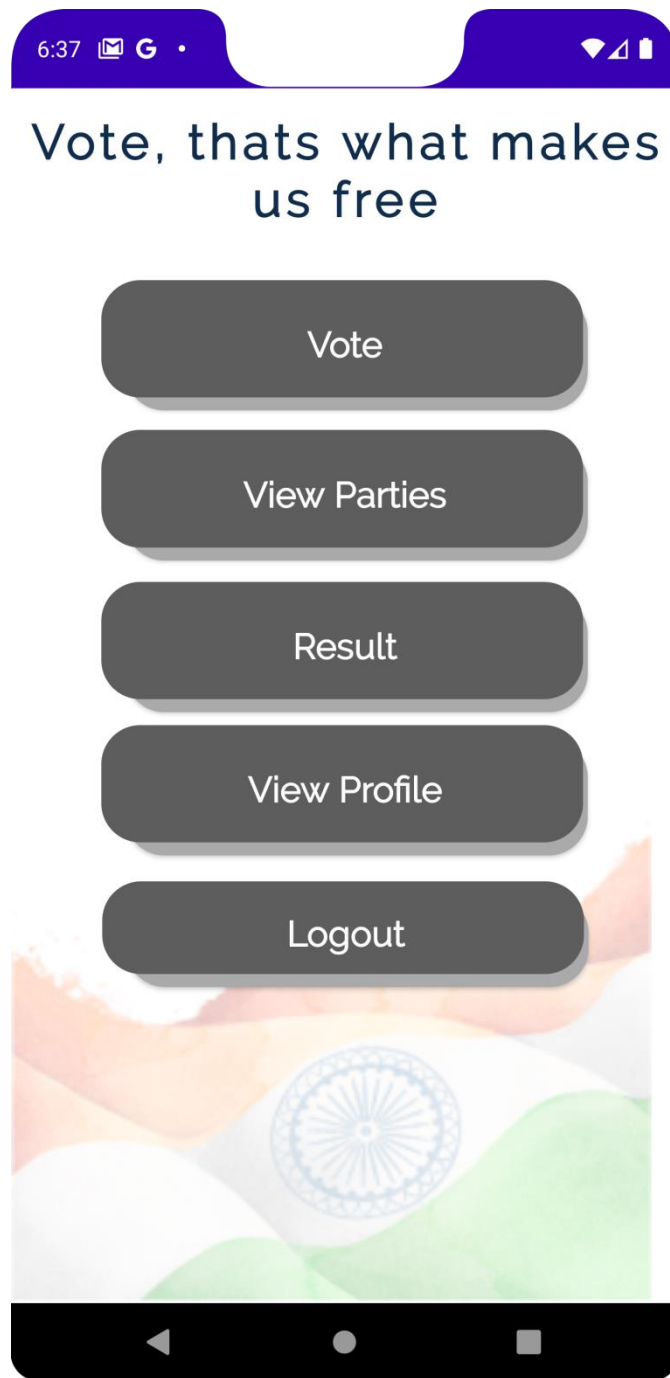 6:37
Vote, thats what makes
us free
Vote
View Parties
Result
View Profile
Logout